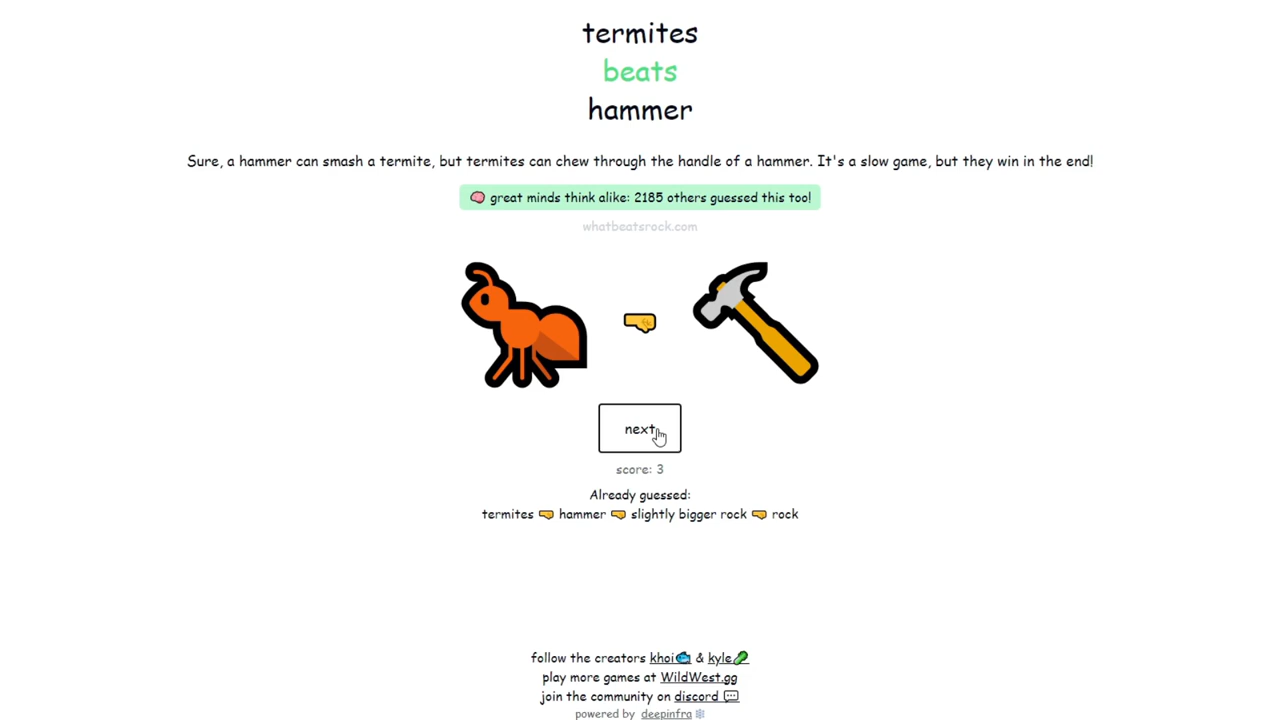 termites
beats
hammer
Sure, a hammer can smash a termite, but termites can chew through the handle of a hammer. It's a slow game, but they win in the end!
🧠 great minds think alike: 2185 others guessed this too!
whatbeatsrock.com
next
score: 3
Already guessed:
termites 🤜 hammer 🤜 slightly bigger rock 🤜 rock
follow the creators khoi🐟 & kyle🥒
play more games at WildWest.gg
join the community on discord 💬
powered by deepinfra ⚛️